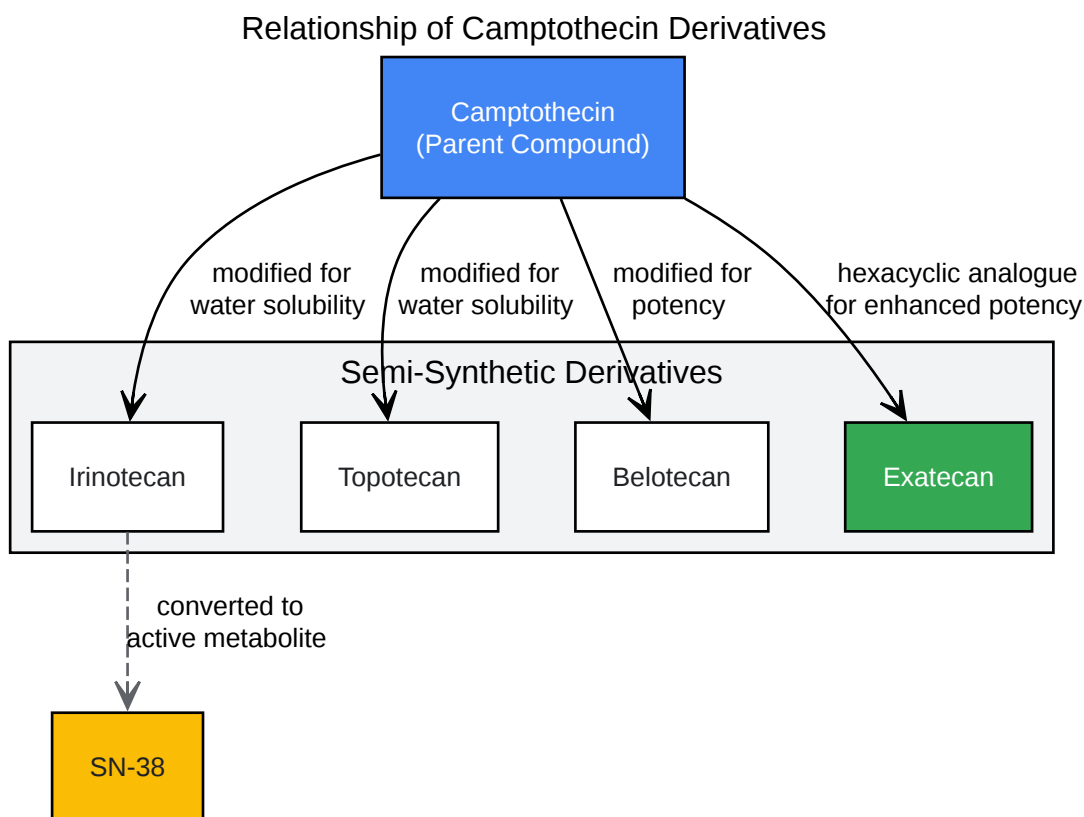 Relationship of Camptothecin Derivatives
Camptothecin
(Parent Compound)
modified for
water solubility
modified for
water solubility
modified for
potency
hexacyclic analogue
for enhanced potency
Semi-Synthetic Derivatives
Irinotecan
Topotecan
Belotecan
Exatecan
converted to
active metabolite
SN-38